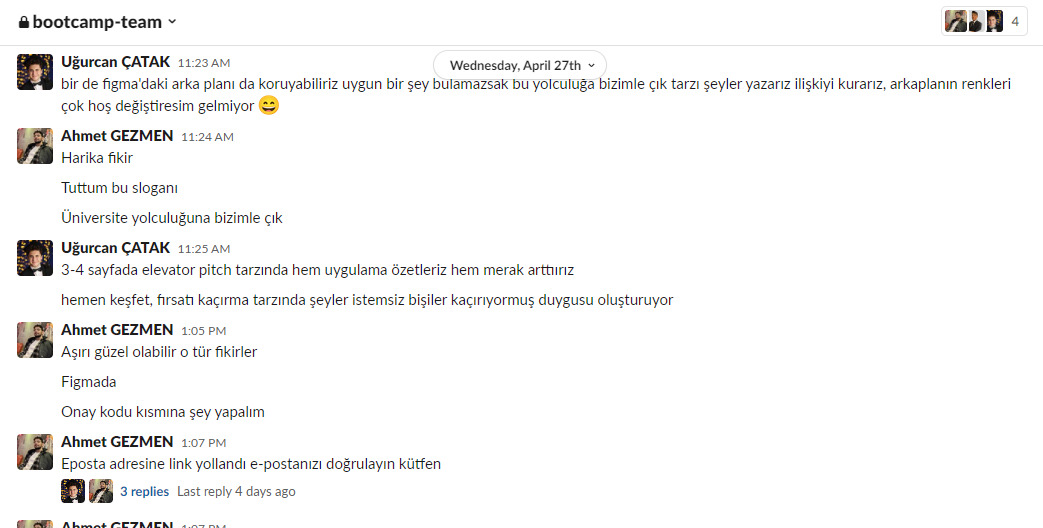 bootcamp-team
4
Wednesday, April 27th
Uğurcan ÇATAK 11:23 AM
bir de figma'daki arka planı da koruyabiliriz uygun bir şey bulamazsak bu yolculuğa bizimle çık tarzı şeyler yazarız ilişkiyi kurarız, arkaplanın renkleri
çok hoş değiştiresim gelmiyor 😄
Ahmet GEZMEN 11:24 AM
Harika fikir
Tuttum bu sloganı
Üniversite yolculuğuna bizimle çık
Uğurcan ÇATAK 11:25 AM
3-4 sayfada elevator pitch tarzında hem uygulama özetleriz hem merak arttıırız
hemen keşfet, fırsatı kaçırma tarzında şeyler istemsiz bişiler kaçırıyormuş duygusu oluşturuyor
Ahmet GEZMEN 1:05 PM
Aşırı güzel olabilir o tür fikirler
Figmada
Onay kodu kısmına şey yapalım
Ahmet GEZMEN 1:07 PM
Eposta adresine link yollandı e-postanızı doğrulayın kütfen
3 replies Last reply 4 days ago
Ahmet GEZMEN 1:07 PM